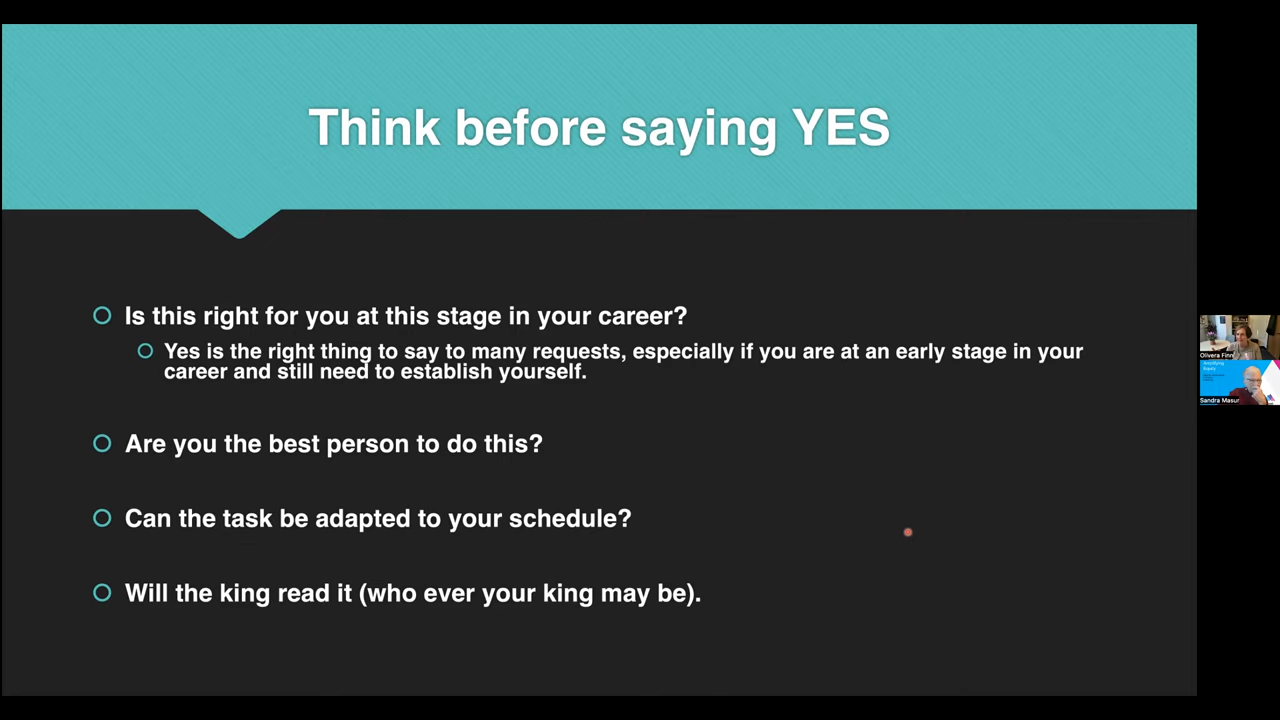 Think before saying YES
Is this right for you at this stage in your career?
Yes is the right thing to say to many requests, especially if you are at an early stage in your
career and still need to establish yourself.
Are you the best person to do this?
Can the task be adapted to your schedule?
Will the king read it (who ever your king may be).
Olivera Finn
Amplifying
Equity
Sandra Masur